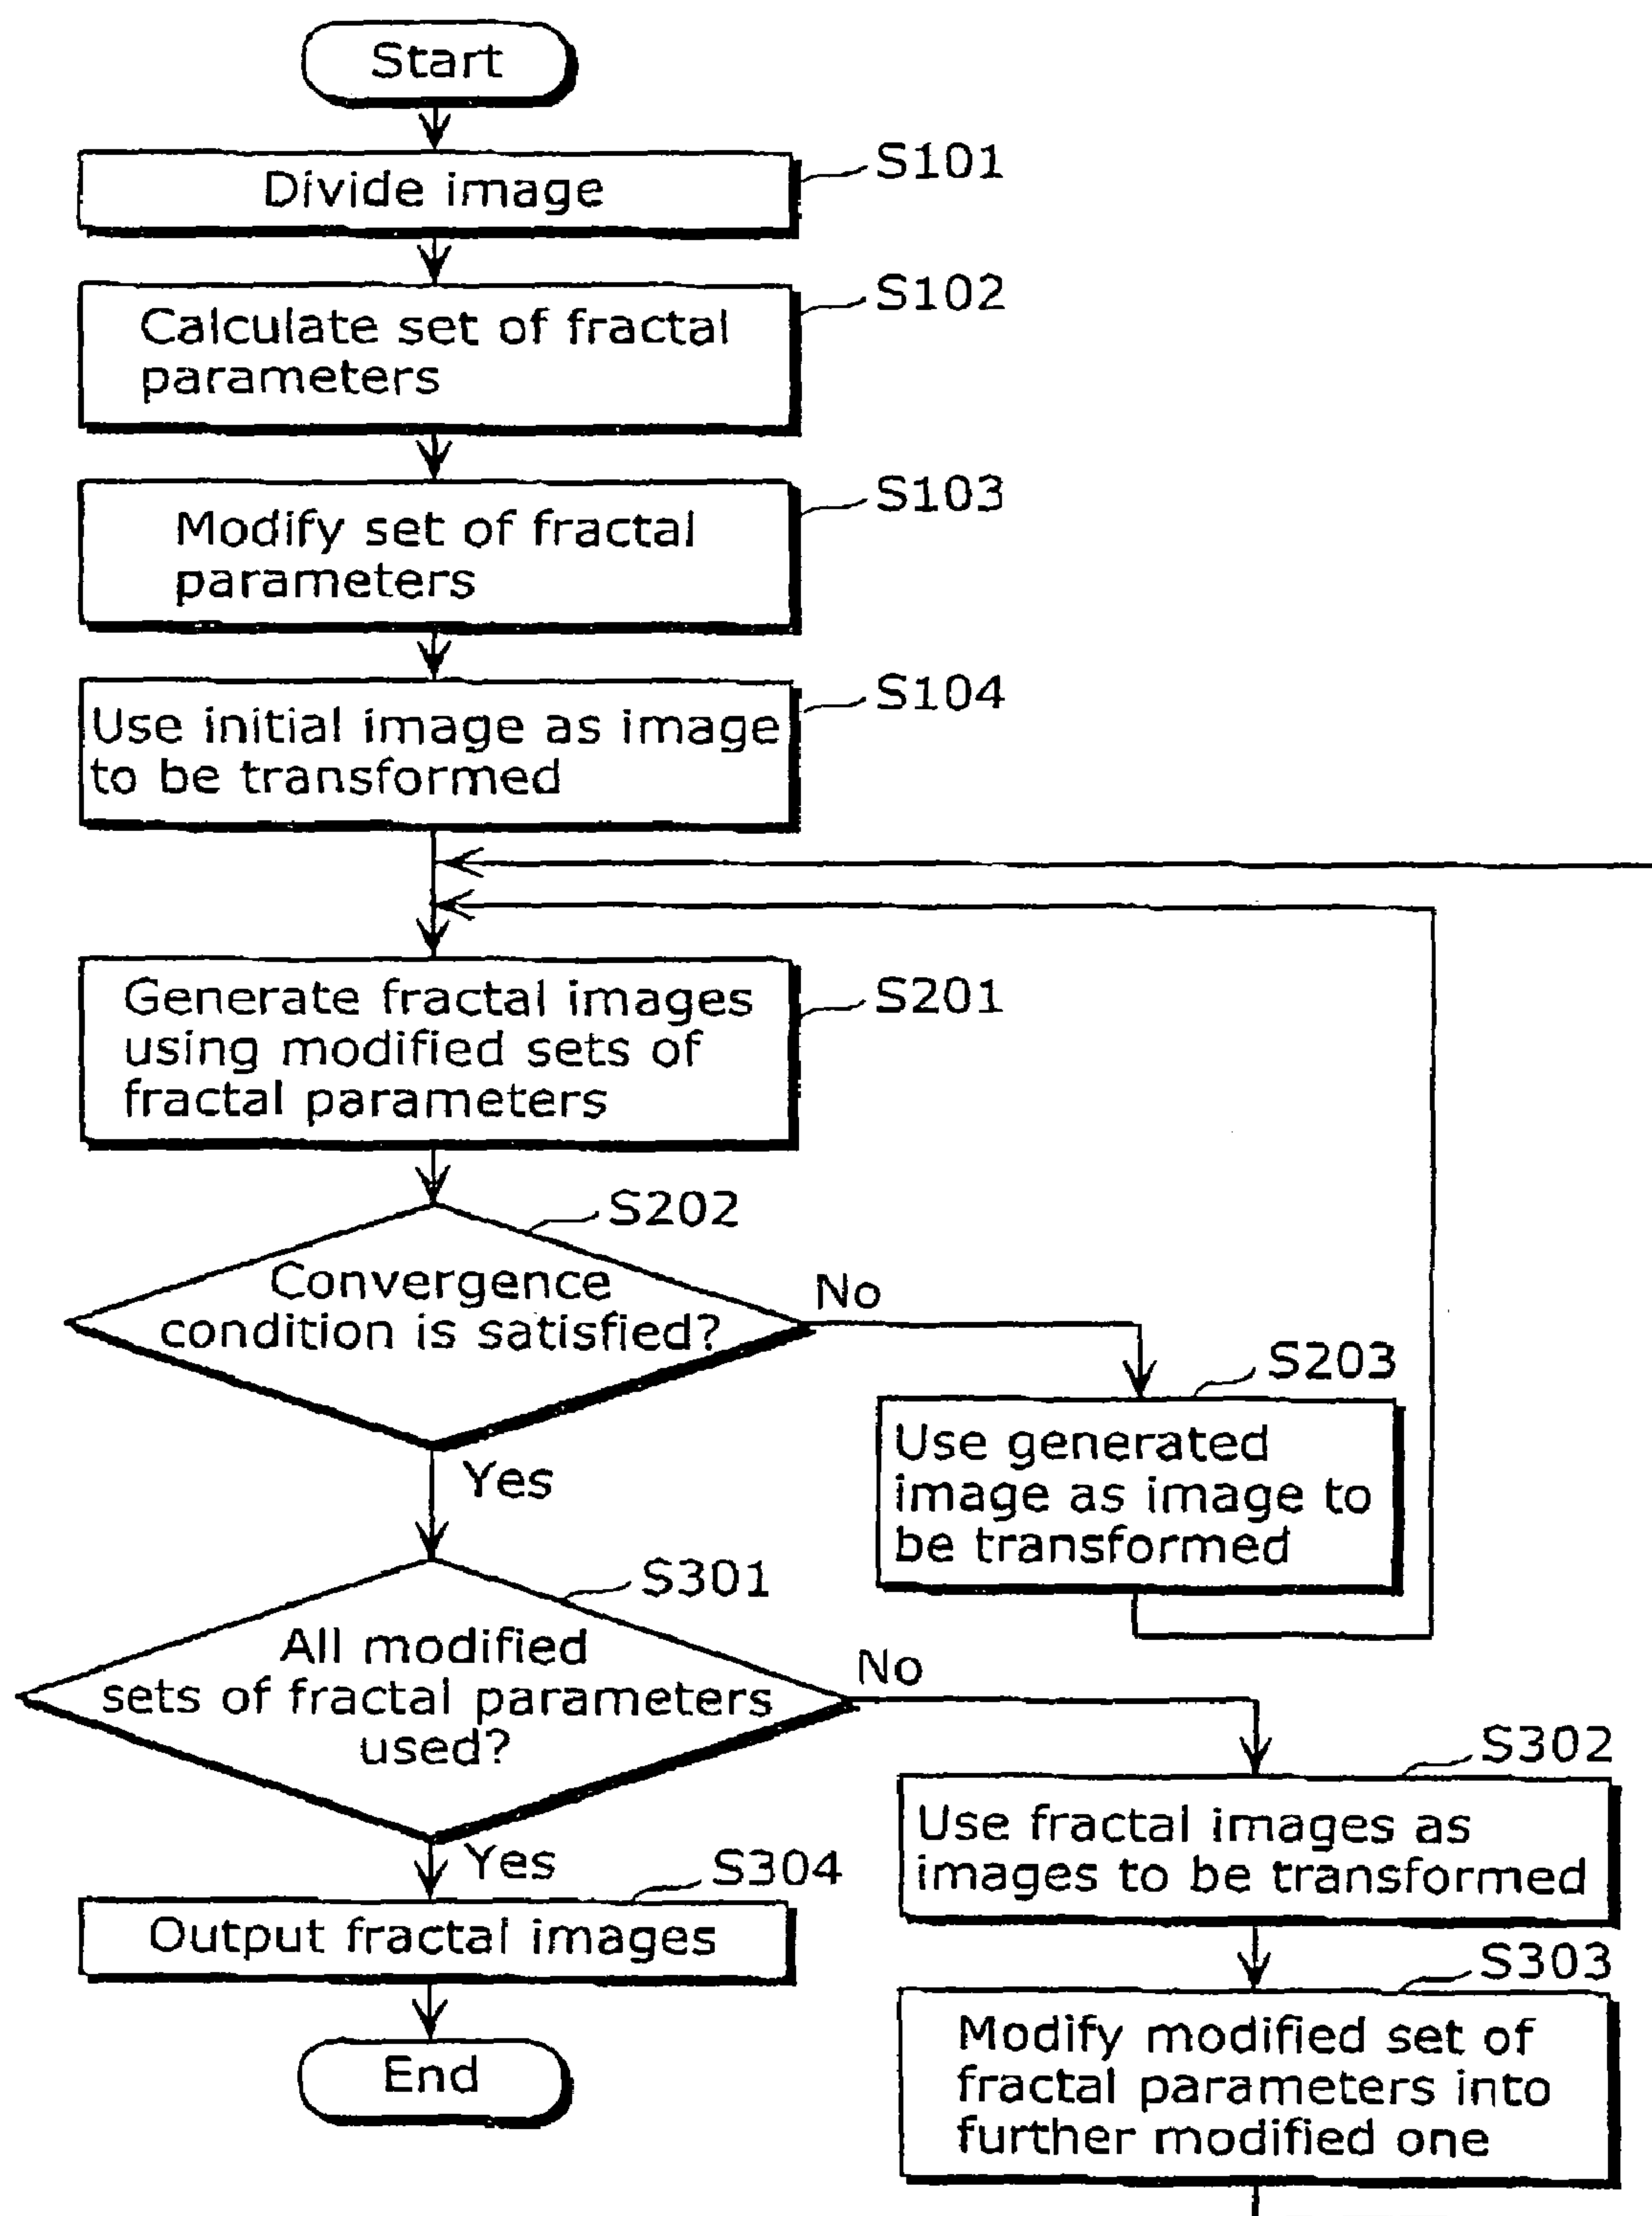 Start
Divide image
S101
Calculate set of fractal
parameters
S102
Modify set of fractal
parameters
S103
Use initial image as image
to be transformed
S104
Generate fractal images
using modified sets of
fractal parameters
S201
S202
Convergence
condition is satisfied?
No
Yes
S203
Use generated
image as image to
be transformed
S301
All modified
sets of fractal parameters
used?
No
Yes
S302
Use fractal images as
images to be transformed
S304
Output fractal images
S303
Modify modified set of
fractal parameters into
further modified one
End